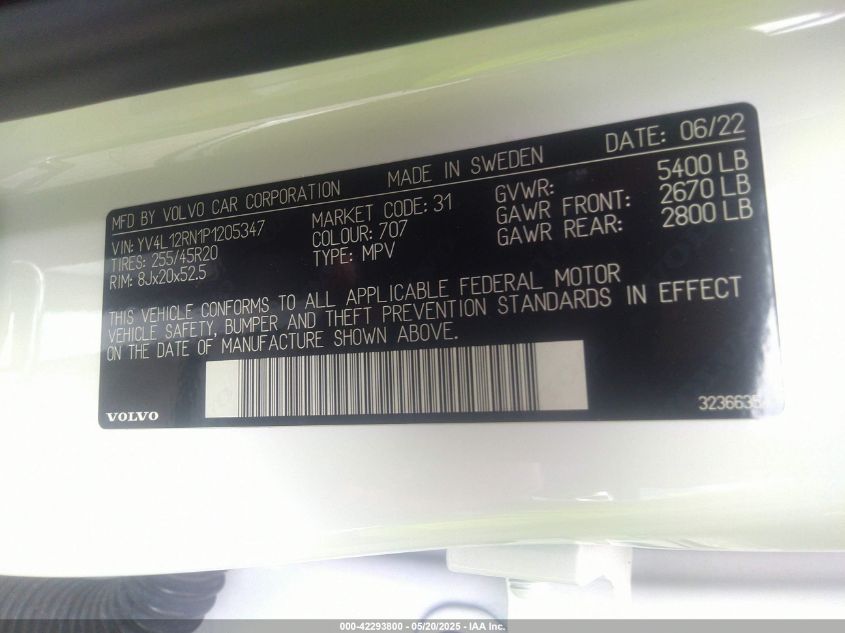 MFD BY VOLVO CAR CORPORATION MADE IN SWEDEN DATE: 06/22
VIN: YV4L12RN1P1205347 MARKET CODE: 31 GVWR: 5400 LB
TIRES: 255/45R20 COLOUR: 707 GAWR FRONT: 2670 LB
RIM: 8Jx20x52.5 TYPE: MPV GAWR REAR: 2800 LB
THIS VEHICLE CONFORMS TO ALL APPLICABLE FEDERAL MOTOR
VEHICLE SAFETY, BUMPER AND THEFT PREVENTION STANDARDS IN EFFECT
ON THE DATE OF MANUFACTURE SHOWN ABOVE.
VOLVO
000-42293800 - 05/20/2025 - IAA Inc.